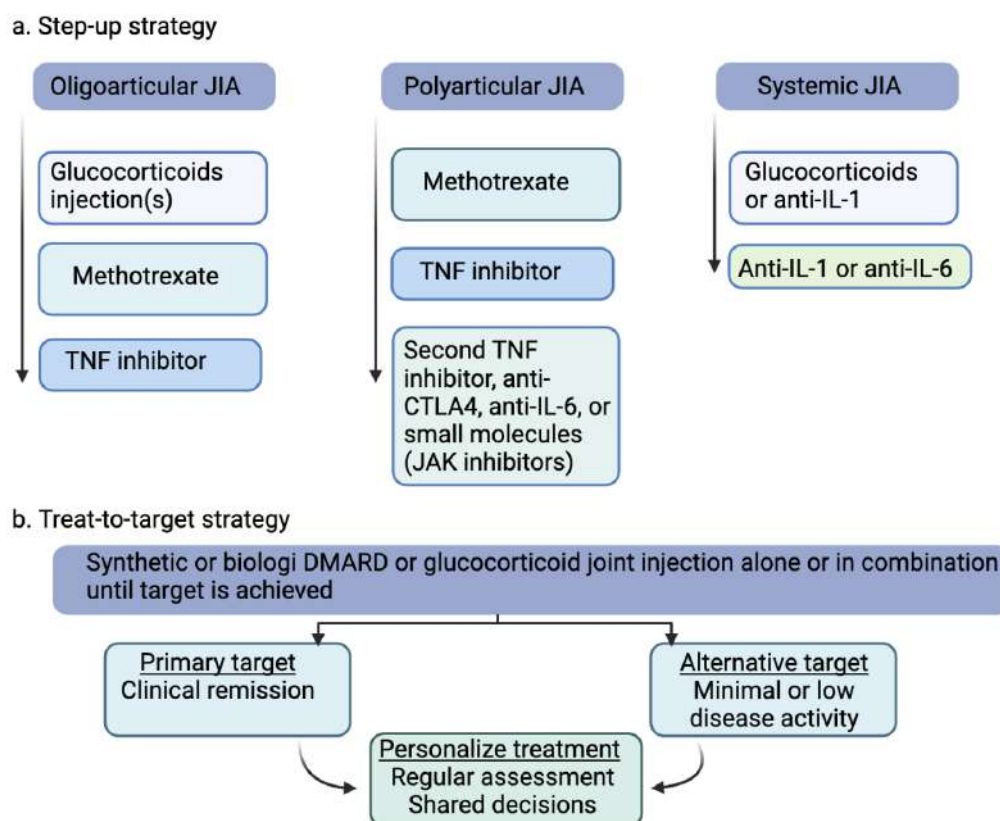 a. Step-up strategy
Oligoarticular JIA
Glucocorticoids
injection(s)
Methotrexate
TNF inhibitor
Polyarticular JIA
Methotrexate
TNF inhibitor
Second TNF
inhibitor, anti-
CTLA4, anti-IL-6, or
small molecules
(JAK inhibitors)
Systemic JIA
Glucocorticoids
or anti-IL-1
Anti-IL-1 or anti-IL-6
b. Treat-to-target strategy
Synthetic or biologi DMARD or glucocorticoid joint injection alone or in combination
until target is achieved
Primary target
Clinical remission
Alternative target
Minimal or low
disease activity
Personalize treatment
Regular assessment
Shared decisions